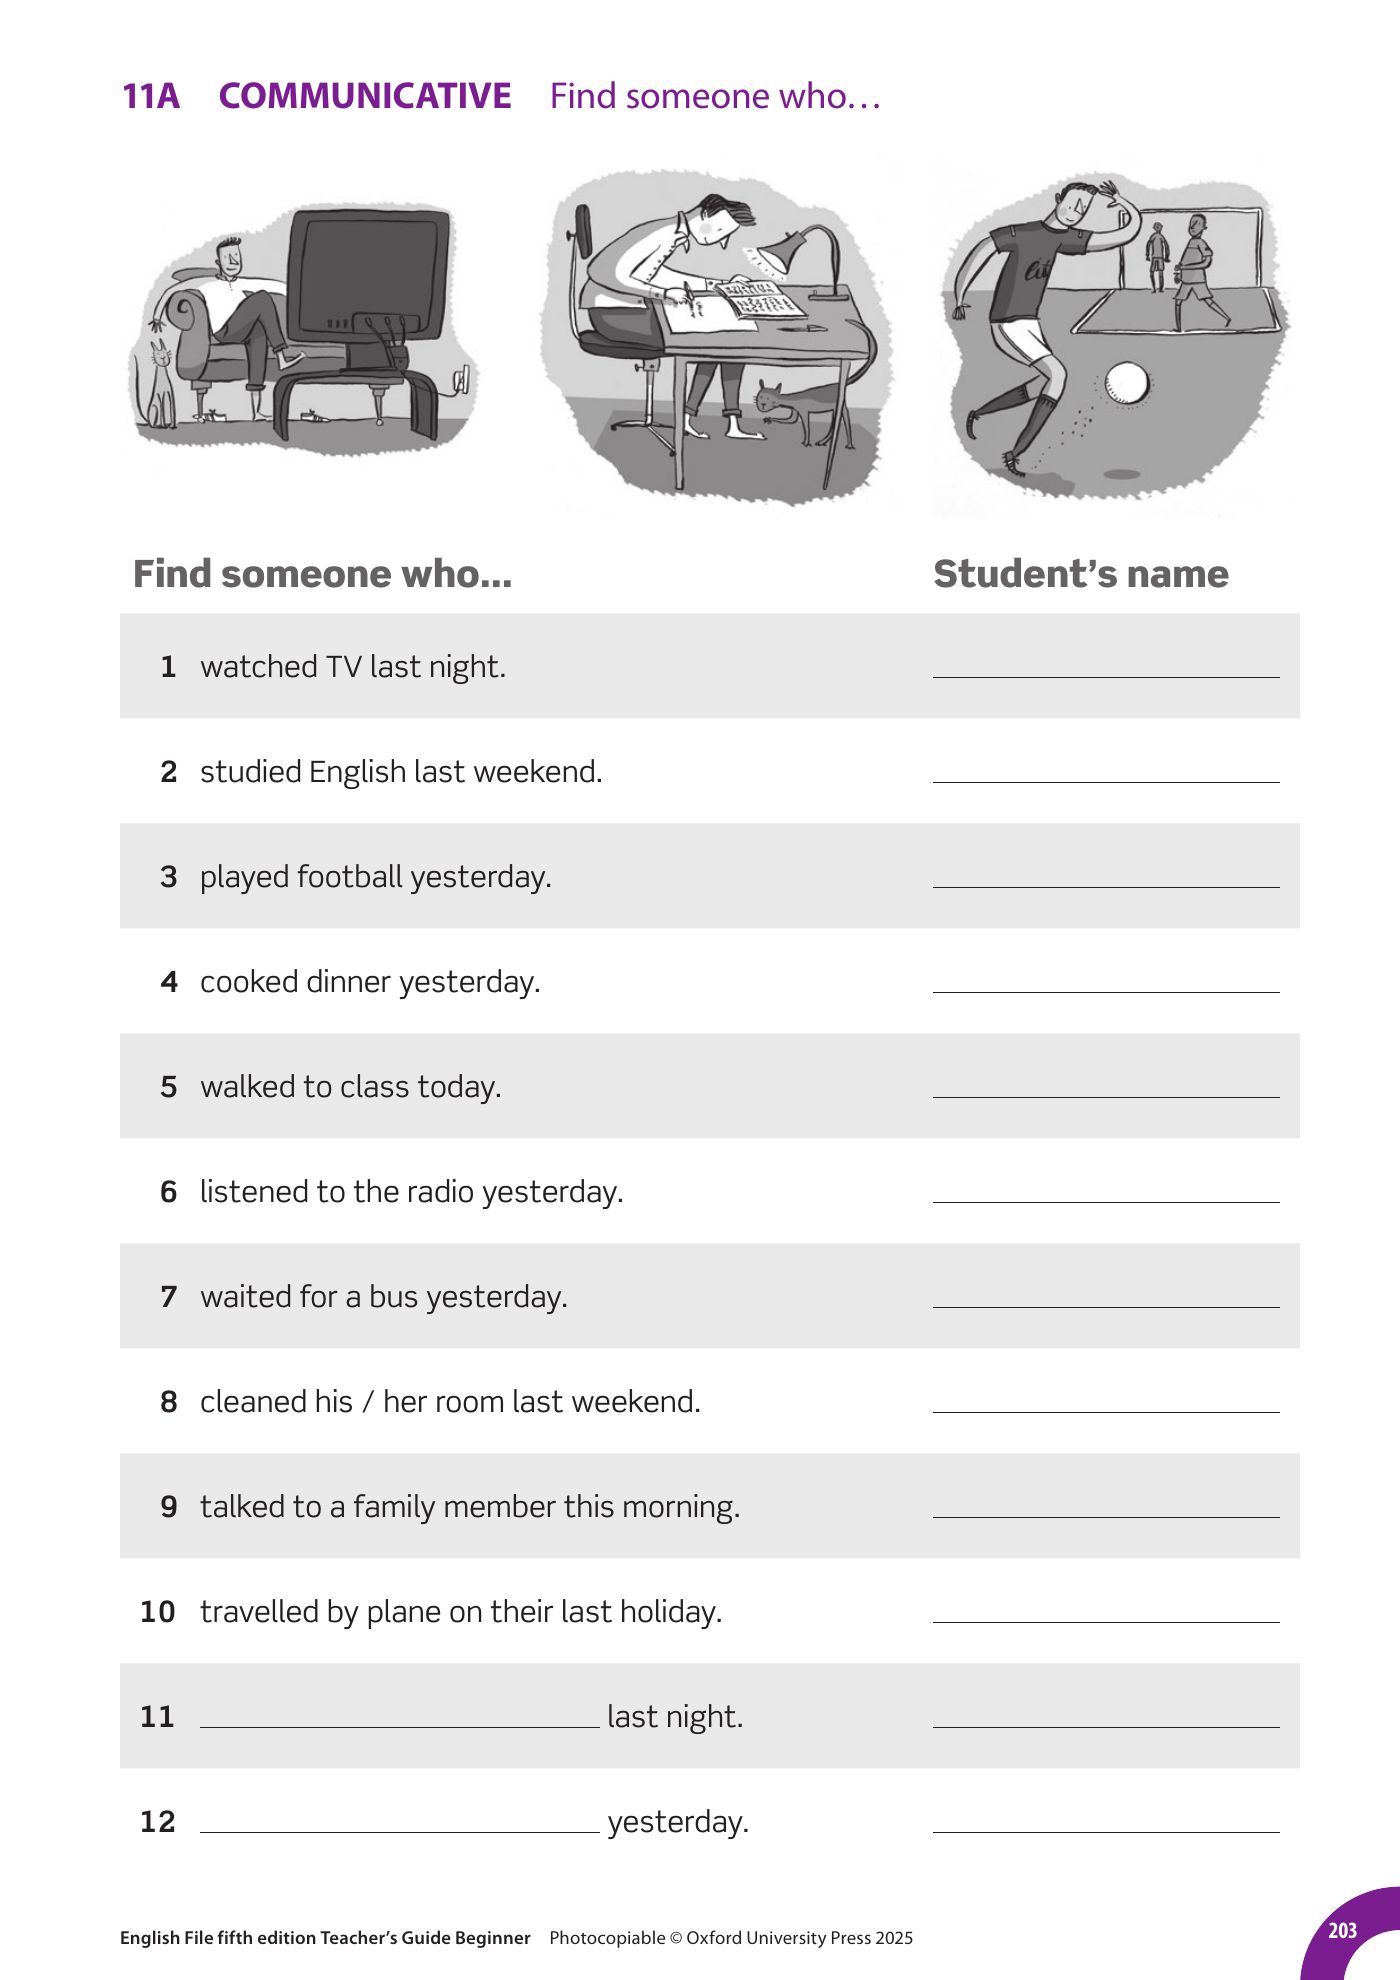 11A COMMUNICATIVE Find someone who…
Find someone who...
Student's name
1 watched TV last night.
2 studied English last weekend.
3 played football yesterday.
4 cooked dinner yesterday.
5 walked to class today.
6 listened to the radio yesterday.
7 waited for a bus yesterday.
8 cleaned his / her room last weekend.
9 talked to a family member this morning.
10 travelled by plane on their last holiday.
11 ____________________ last night.
12 ____________________ yesterday.
English File fifth edition Teacher's Guide Beginner Photocopiable © Oxford University Press 2025
203